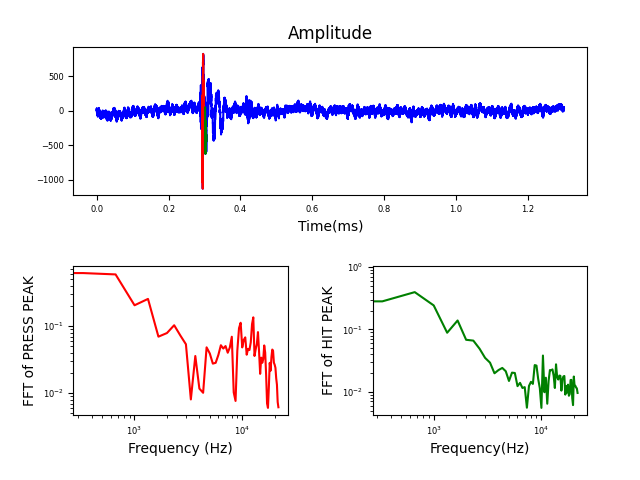 Amplitude
500
0
−500
−1000
0.0 0.2 0.4 0.6 0.8 1.0 1.2
Time(ms)
FFT of PRESS PEAK
10⁻¹
10⁻²
10³ 10⁴
Frequency (Hz)
FFT of HIT PEAK
10⁰
10⁻¹
10⁻²
10³ 10⁴
Frequency(Hz)